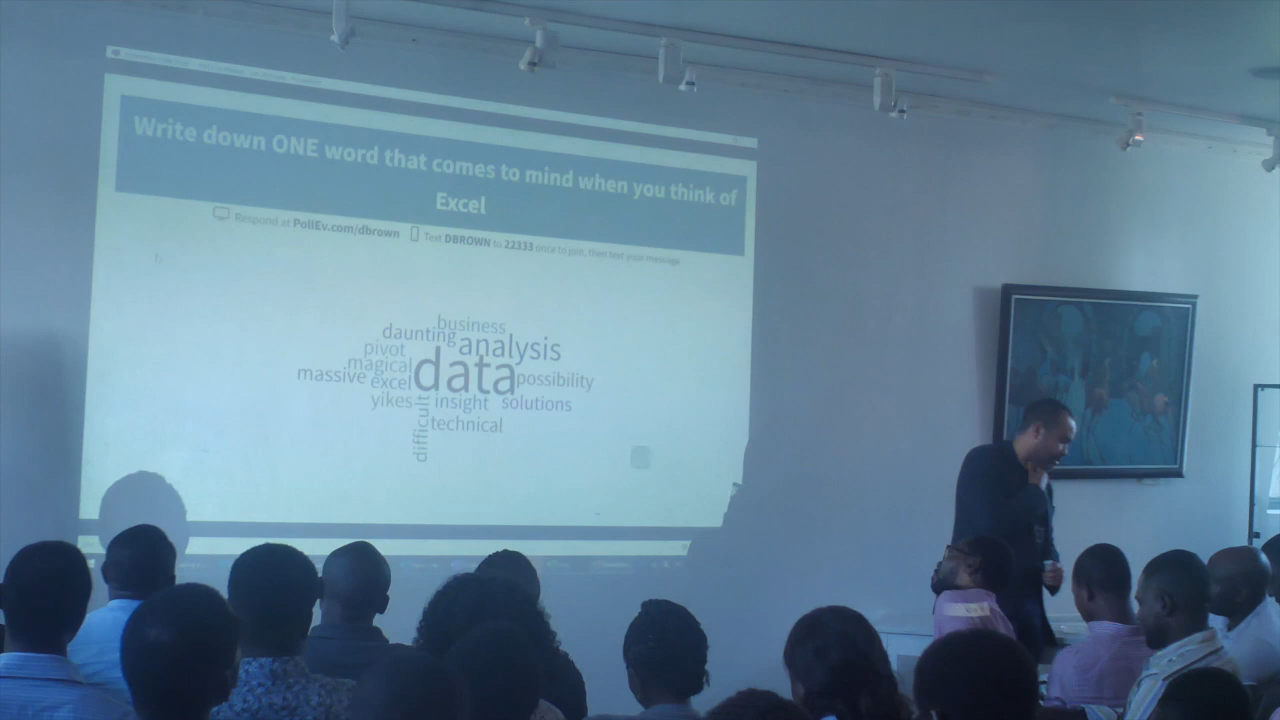 Write down ONE word that comes to mind when you think of
Excel
Respond at PollEv.com/dbrown Text DBROWN to 22333 once to join, then text your message
business
daunting
analysis
pivot
magical
data
massive
excel
possibility
yikes
insight
solutions
difficult
technical